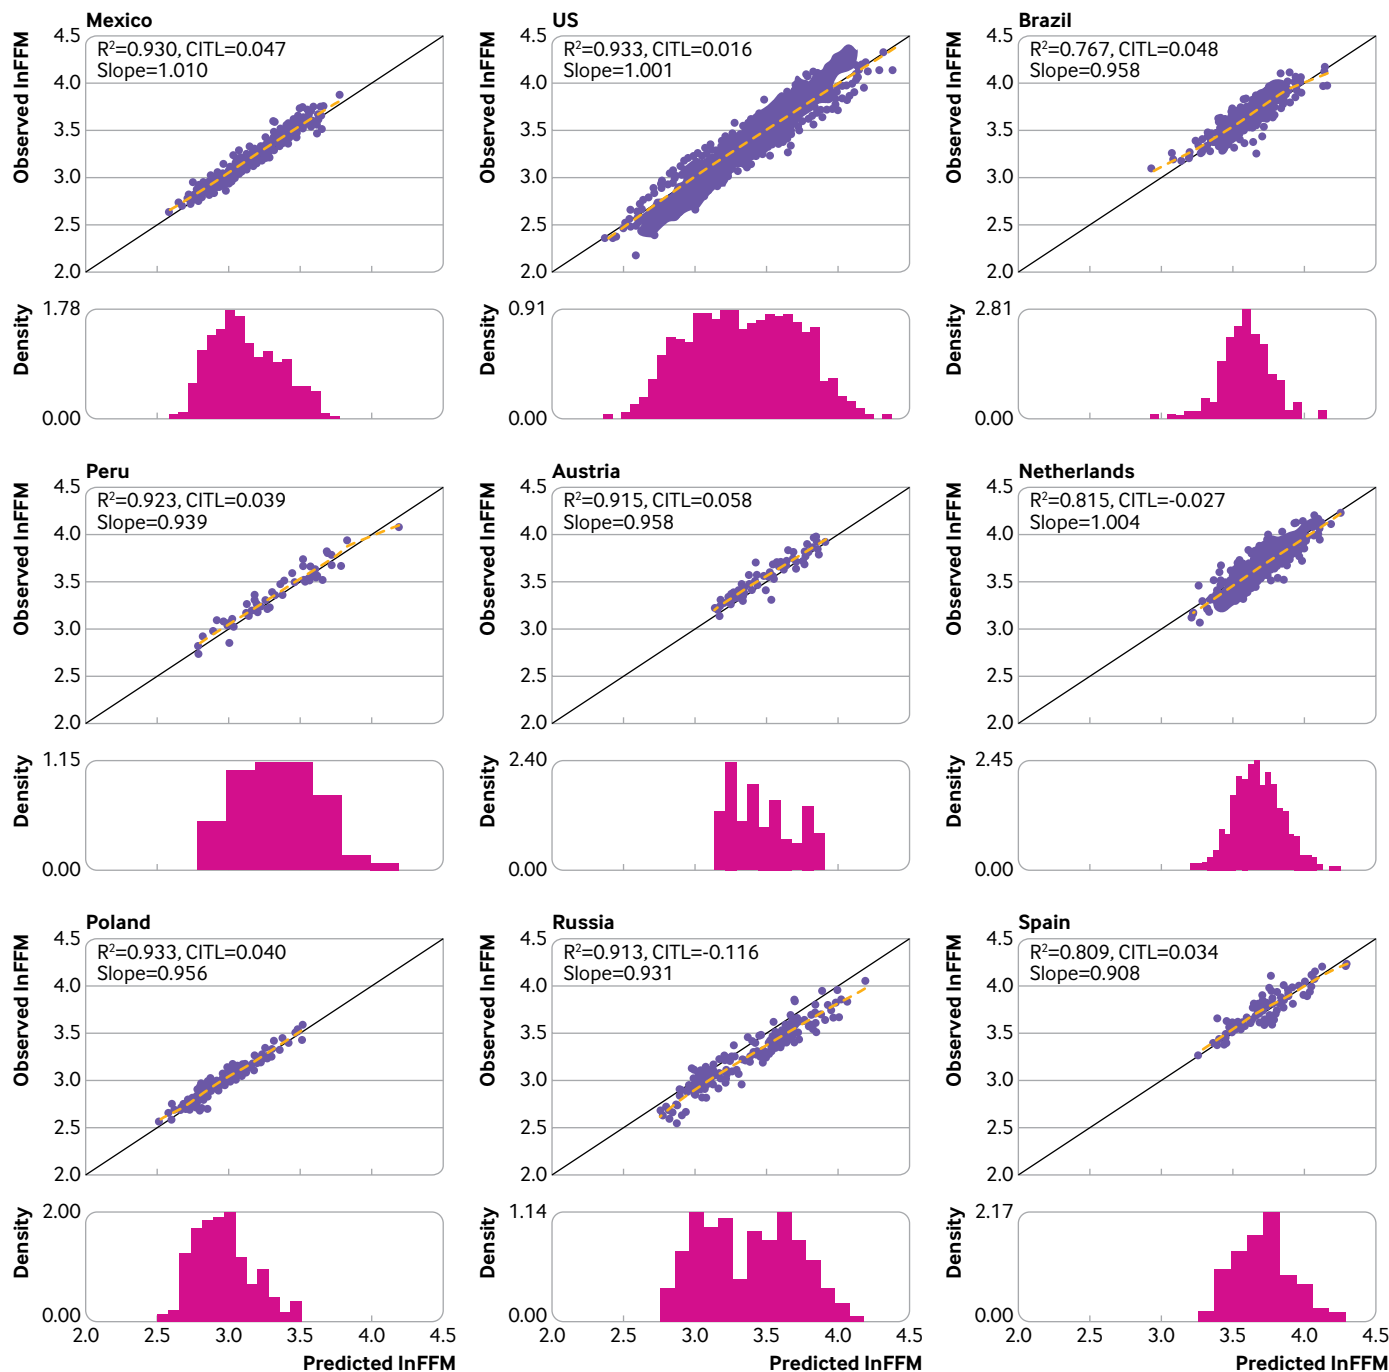 Mexico
R²=0.930, CITL=0.047
Slope=1.010
Observed lnFFM
4.5
4.0
3.5
3.0
2.5
2.0
Density
1.78
0.00
US
R²=0.933, CITL=0.016
Slope=1.001
Observed lnFFM
4.5
4.0
3.5
3.0
2.5
2.0
Density
0.91
0.00
Brazil
R²=0.767, CITL=0.048
Slope=0.958
Observed lnFFM
4.5
4.0
3.5
3.0
2.5
2.0
Density
2.81
0.00
Peru
R²=0.923, CITL=0.039
Slope=0.939
Observed lnFFM
4.5
4.0
3.5
3.0
2.5
2.0
Density
1.15
0.00
Austria
R²=0.915, CITL=0.058
Slope=0.958
Observed lnFFM
4.5
4.0
3.5
3.0
2.5
2.0
Density
2.40
0.00
Netherlands
R²=0.815, CITL=-0.027
Slope=1.004
Observed lnFFM
4.5
4.0
3.5
3.0
2.5
2.0
Density
2.45
0.00
Poland
R²=0.933, CITL=0.040
Slope=0.956
Observed lnFFM
4.5
4.0
3.5
3.0
2.5
2.0
Density
2.00
0.00
2.0 2.5 3.0 3.5 4.0 4.5
Predicted lnFFM
Russia
R²=0.913, CITL=-0.116
Slope=0.931
Observed lnFFM
4.5
4.0
3.5
3.0
2.5
2.0
Density
1.14
0.00
2.0 2.5 3.0 3.5 4.0 4.5
Predicted lnFFM
Spain
R²=0.809, CITL=0.034
Slope=0.908
Observed lnFFM
4.5
4.0
3.5
3.0
2.5
2.0
Density
2.17
0.00
2.0 2.5 3.0 3.5 4.0 4.5
Predicted lnFFM